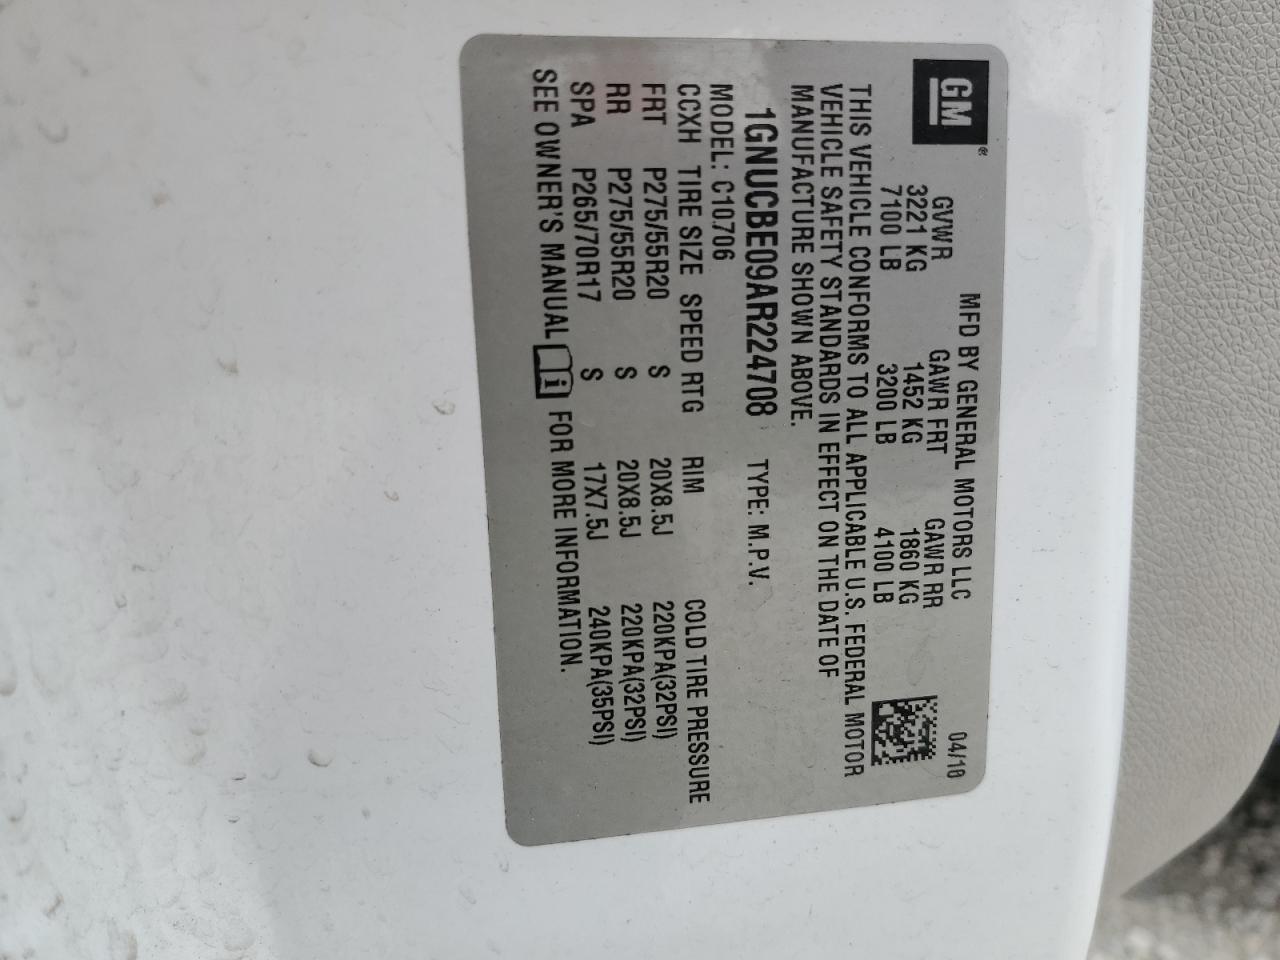 GM®
MFD BY GENERAL MOTORS LLC 04/10
GVWR GAWR FRT GAWR RR
3221 KG 1452 KG 1860 KG
7100 LB 3200 LB 4100 LB
THIS VEHICLE CONFORMS TO ALL APPLICABLE U.S. FEDERAL MOTOR
VEHICLE SAFETY STANDARDS IN EFFECT ON THE DATE OF
MANUFACTURE SHOWN ABOVE.
1GNUCBE09AR224708 TYPE: M.P.V.
MODEL: C10706
CCXH TIRE SIZE SPEED RTG RIM COLD TIRE PRESSURE
FRT P275/55R20 S 20X8.5J 220KPA(32PSI)
RR P275/55R20 S 20X8.5J 220KPA(32PSI)
SPA P265/70R17 S 17X7.5J 240KPA(35PSI)
SEE OWNER'S MANUAL i FOR MORE INFORMATION.